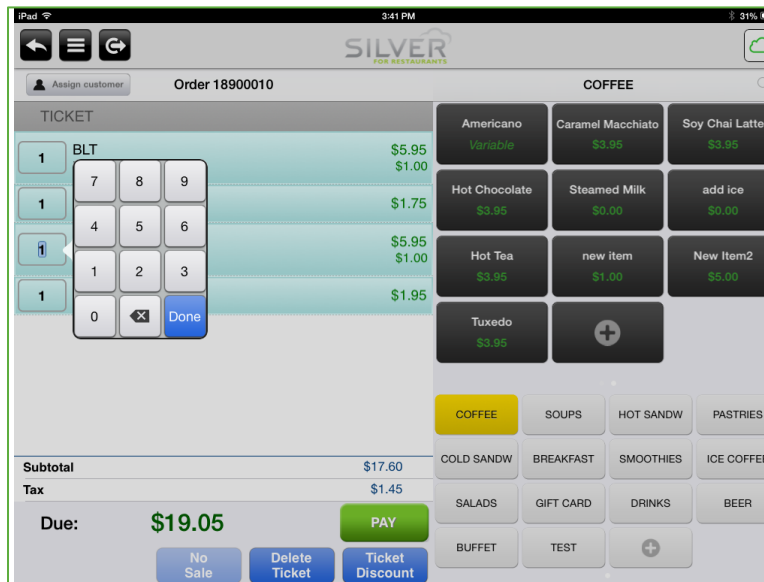 iPad 3:41 PM 31%
SILVER
FOR RESTAURANTS
Assign customer Order 18900010 COFFEE
TICKET
1 BLT $5.95
$1.00
1 $1.75
1 $5.95
$1.00
1 $1.95
7 8 9
4 5 6
1 2 3
0 Done
Americano Caramel Macchiato Soy Chai Latte
Variable $3.95 $3.95
Hot Chocolate Steamed Milk add ice
$3.95 $0.00 $0.00
Hot Tea new item New Item2
$3.95 $1.00 $5.00
Tuxedo
$3.95
COFFEE SOUPS HOT SANDW PASTRIES
COLD SANDW BREAKFAST SMOOTHIES ICE COFFEE
SALADS GIFT CARD DRINKS BEER
BUFFET TEST
Subtotal $17.60
Tax $1.45
Due: $19.05 PAY
No Sale Delete Ticket Ticket Discount